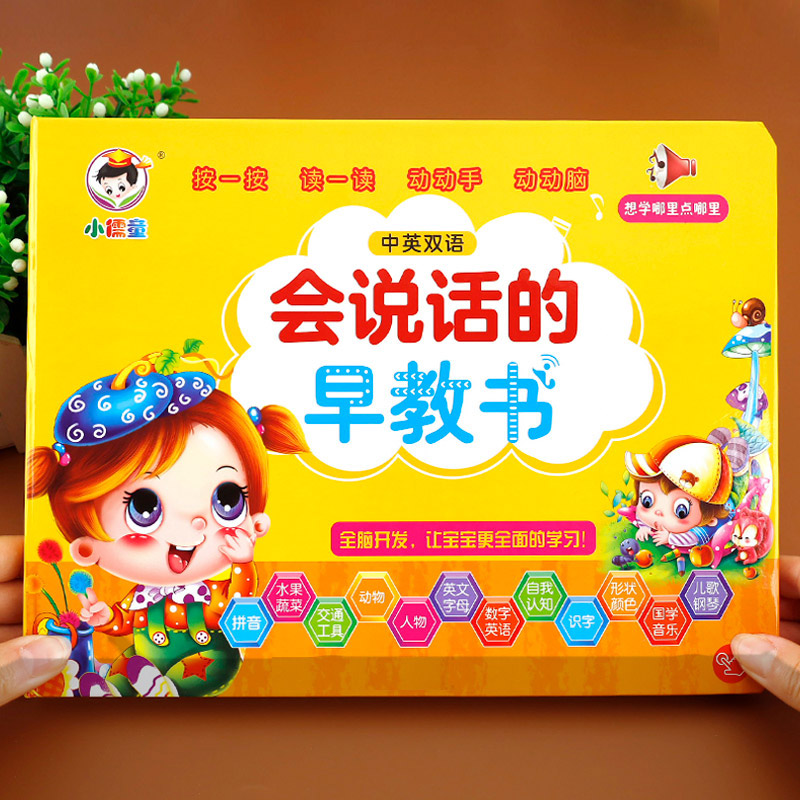 小儒童
®
按一按 读一读 动动手 动动脑
想学哪里点哪里
中英双语
会说话的
早教书
全脑开发，让宝宝更全面的学习！
拼音
水果
蔬菜
交通
工具
动物
人物
英文
字母
数字
英语
自我
认知
识字
形状
颜色
国学
音乐
儿歌
钢琴